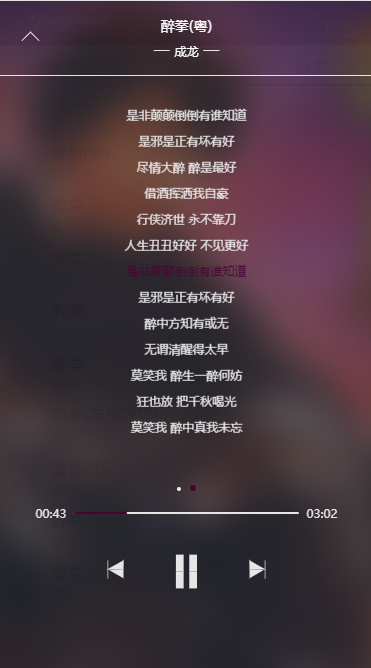 醉拳(粤)
— 成龙 —
是非颠颠倒倒有谁知道
是邪是正有坏有好
尽情大醉 醉是最好
借酒挥洒我自豪
行侠济世 永不靠刀
人生丑丑好好 不见更好
是非颠颠倒倒有谁知道
是邪是正有坏有好
醉中方知有或无
无谓清醒得太早
莫笑我 醉生一醉何妨
狂也放 把千秋喝光
莫笑我 醉中真我未忘
00:43 03:02